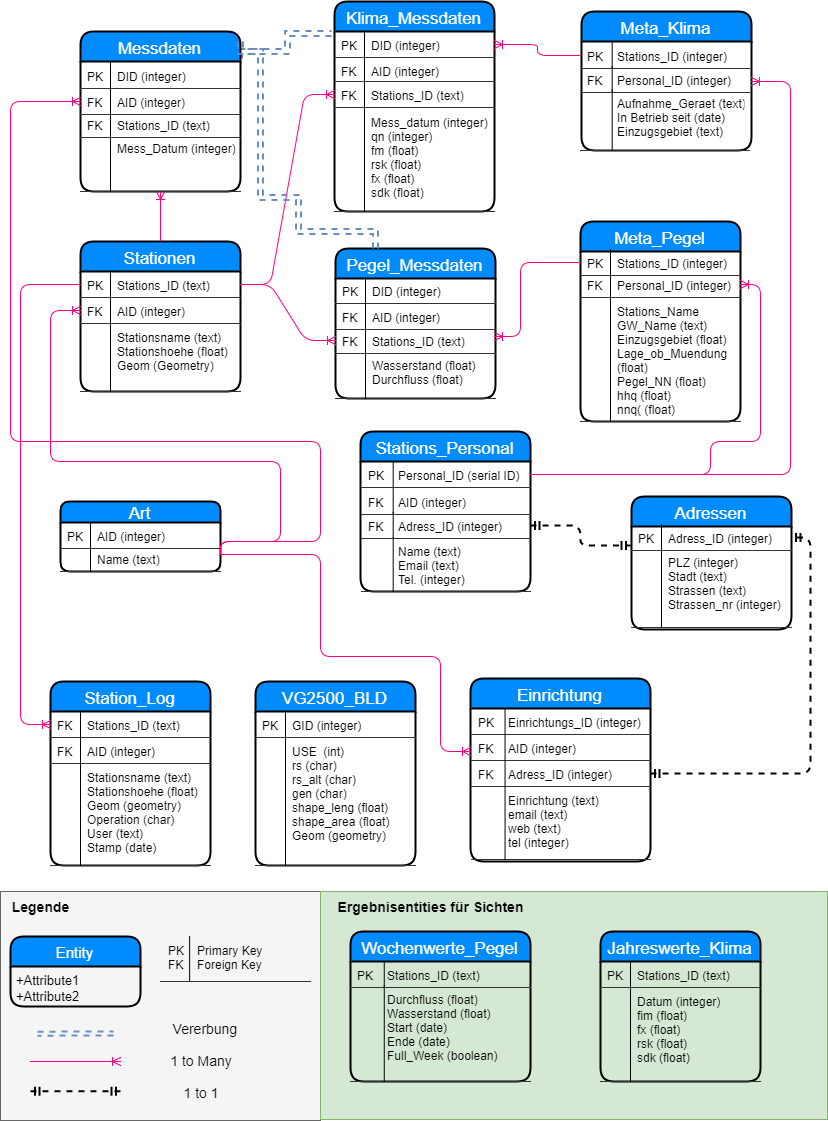 Messdaten
PK DID (integer)
FK AID (integer)
FK Stations_ID (text)
Mess_Datum (integer)
Klima_Messdaten
PK DID (integer)
FK AID (integer)
FK Stations_ID (text)
Mess_datum (integer)
qn (integer)
fm (float)
rsk (float)
fx (float)
sdk (float)
Meta_Klima
PK Stations_ID (integer)
FK Personal_ID (integer)
Aufnahme_Geraet (text)
In Betrieb seit (date)
Einzugsgebiet (text)
Stationen
PK Stations_ID (text)
FK AID (integer)
Stationsname (text)
Stationshoehe (float)
Geom (Geometry)
Pegel_Messdaten
PK DID (integer)
FK AID (integer)
FK Stations_ID (text)
Wasserstand (float)
Durchfluss (float)
Meta_Pegel
PK Stations_ID (integer)
FK Personal_ID (integer)
Stations_Name
GW_Name (text)
Einzugsgebiet (float)
Lage_ob_Muendung
(float)
Pegel_NN (float)
hhq (float)
nnq( (float)
Stations_Personal
PK Personal_ID (serial ID)
FK AID (integer)
FK Adress_ID (integer)
Name (text)
Email (text)
Tel. (integer)
Art
PK AID (integer)
Name (text)
Adressen
PK Adress_ID (integer)
PLZ (integer)
Stadt (text)
Strassen (text)
Strassen_nr (integer)
Station_Log
FK Stations_ID (text)
FK AID (integer)
Stationsname (text)
Stationshoehe (float)
Geom (geometry)
Operation (char)
User (text)
Stamp (date)
VG2500_BLD
PK GID (integer)
USE (int)
rs (char)
rs_alt (char)
gen (char)
shape_leng (float)
shape_area (float)
Geom (geometry)
Einrichtung
PK Einrichtungs_ID (integer)
FK AID (integer)
FK Adress_ID (integer)
Einrichtung (text)
email (text)
web (text)
tel (integer)
Legende
Entity
+Attribute1
+Attribute2
PK Primary Key
FK Foreign Key
Vererbung
1 to Many
1 to 1
Ergebnisentities für Sichten
Wochenwerte_Pegel
PK Stations_ID (text)
Durchfluss (float)
Wasserstand (float)
Start (date)
Ende (date)
Full_Week (boolean)
Jahreswerte_Klima
PK Stations_ID (text)
Datum (integer)
fim (float)
fx (float)
rsk (float)
sdk (float)